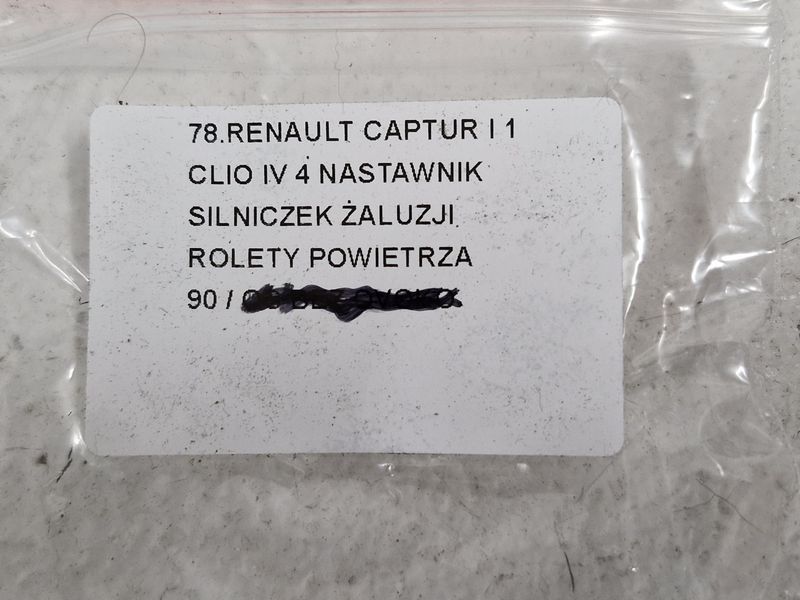 78.RENAULT CAPTUR I 1
CLIO IV 4 NASTAWNIK
SILNICZEK ŻALUZJI
ROLETY POWIETRZA
90 /